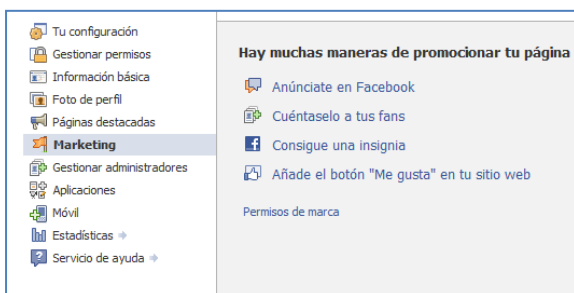 Tu configuración
Gestionar permisos
Información básica
Foto de perfil
Páginas destacadas
Marketing
Gestionar administradores
Aplicaciones
Móvil
Estadísticas
Servicio de ayuda
Hay muchas maneras de promocionar tu página
Anúnciate en Facebook
Cuéntaselo a tus fans
Consigue una insignia
Añade el botón "Me gusta" en tu sitio web
Permisos de marca